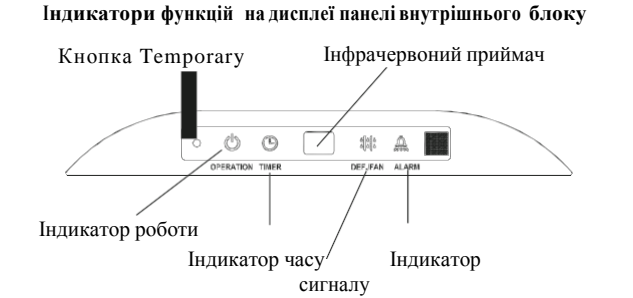 Індикатори функцій на дисплеї панелі внутрішнього блоку
Кнопка Temporary
Інфрачервоний приймач
OPERATION TIMER DEF./FAN ALARM
Індикатор роботи
Індикатор часу
Індикатор
сигналу